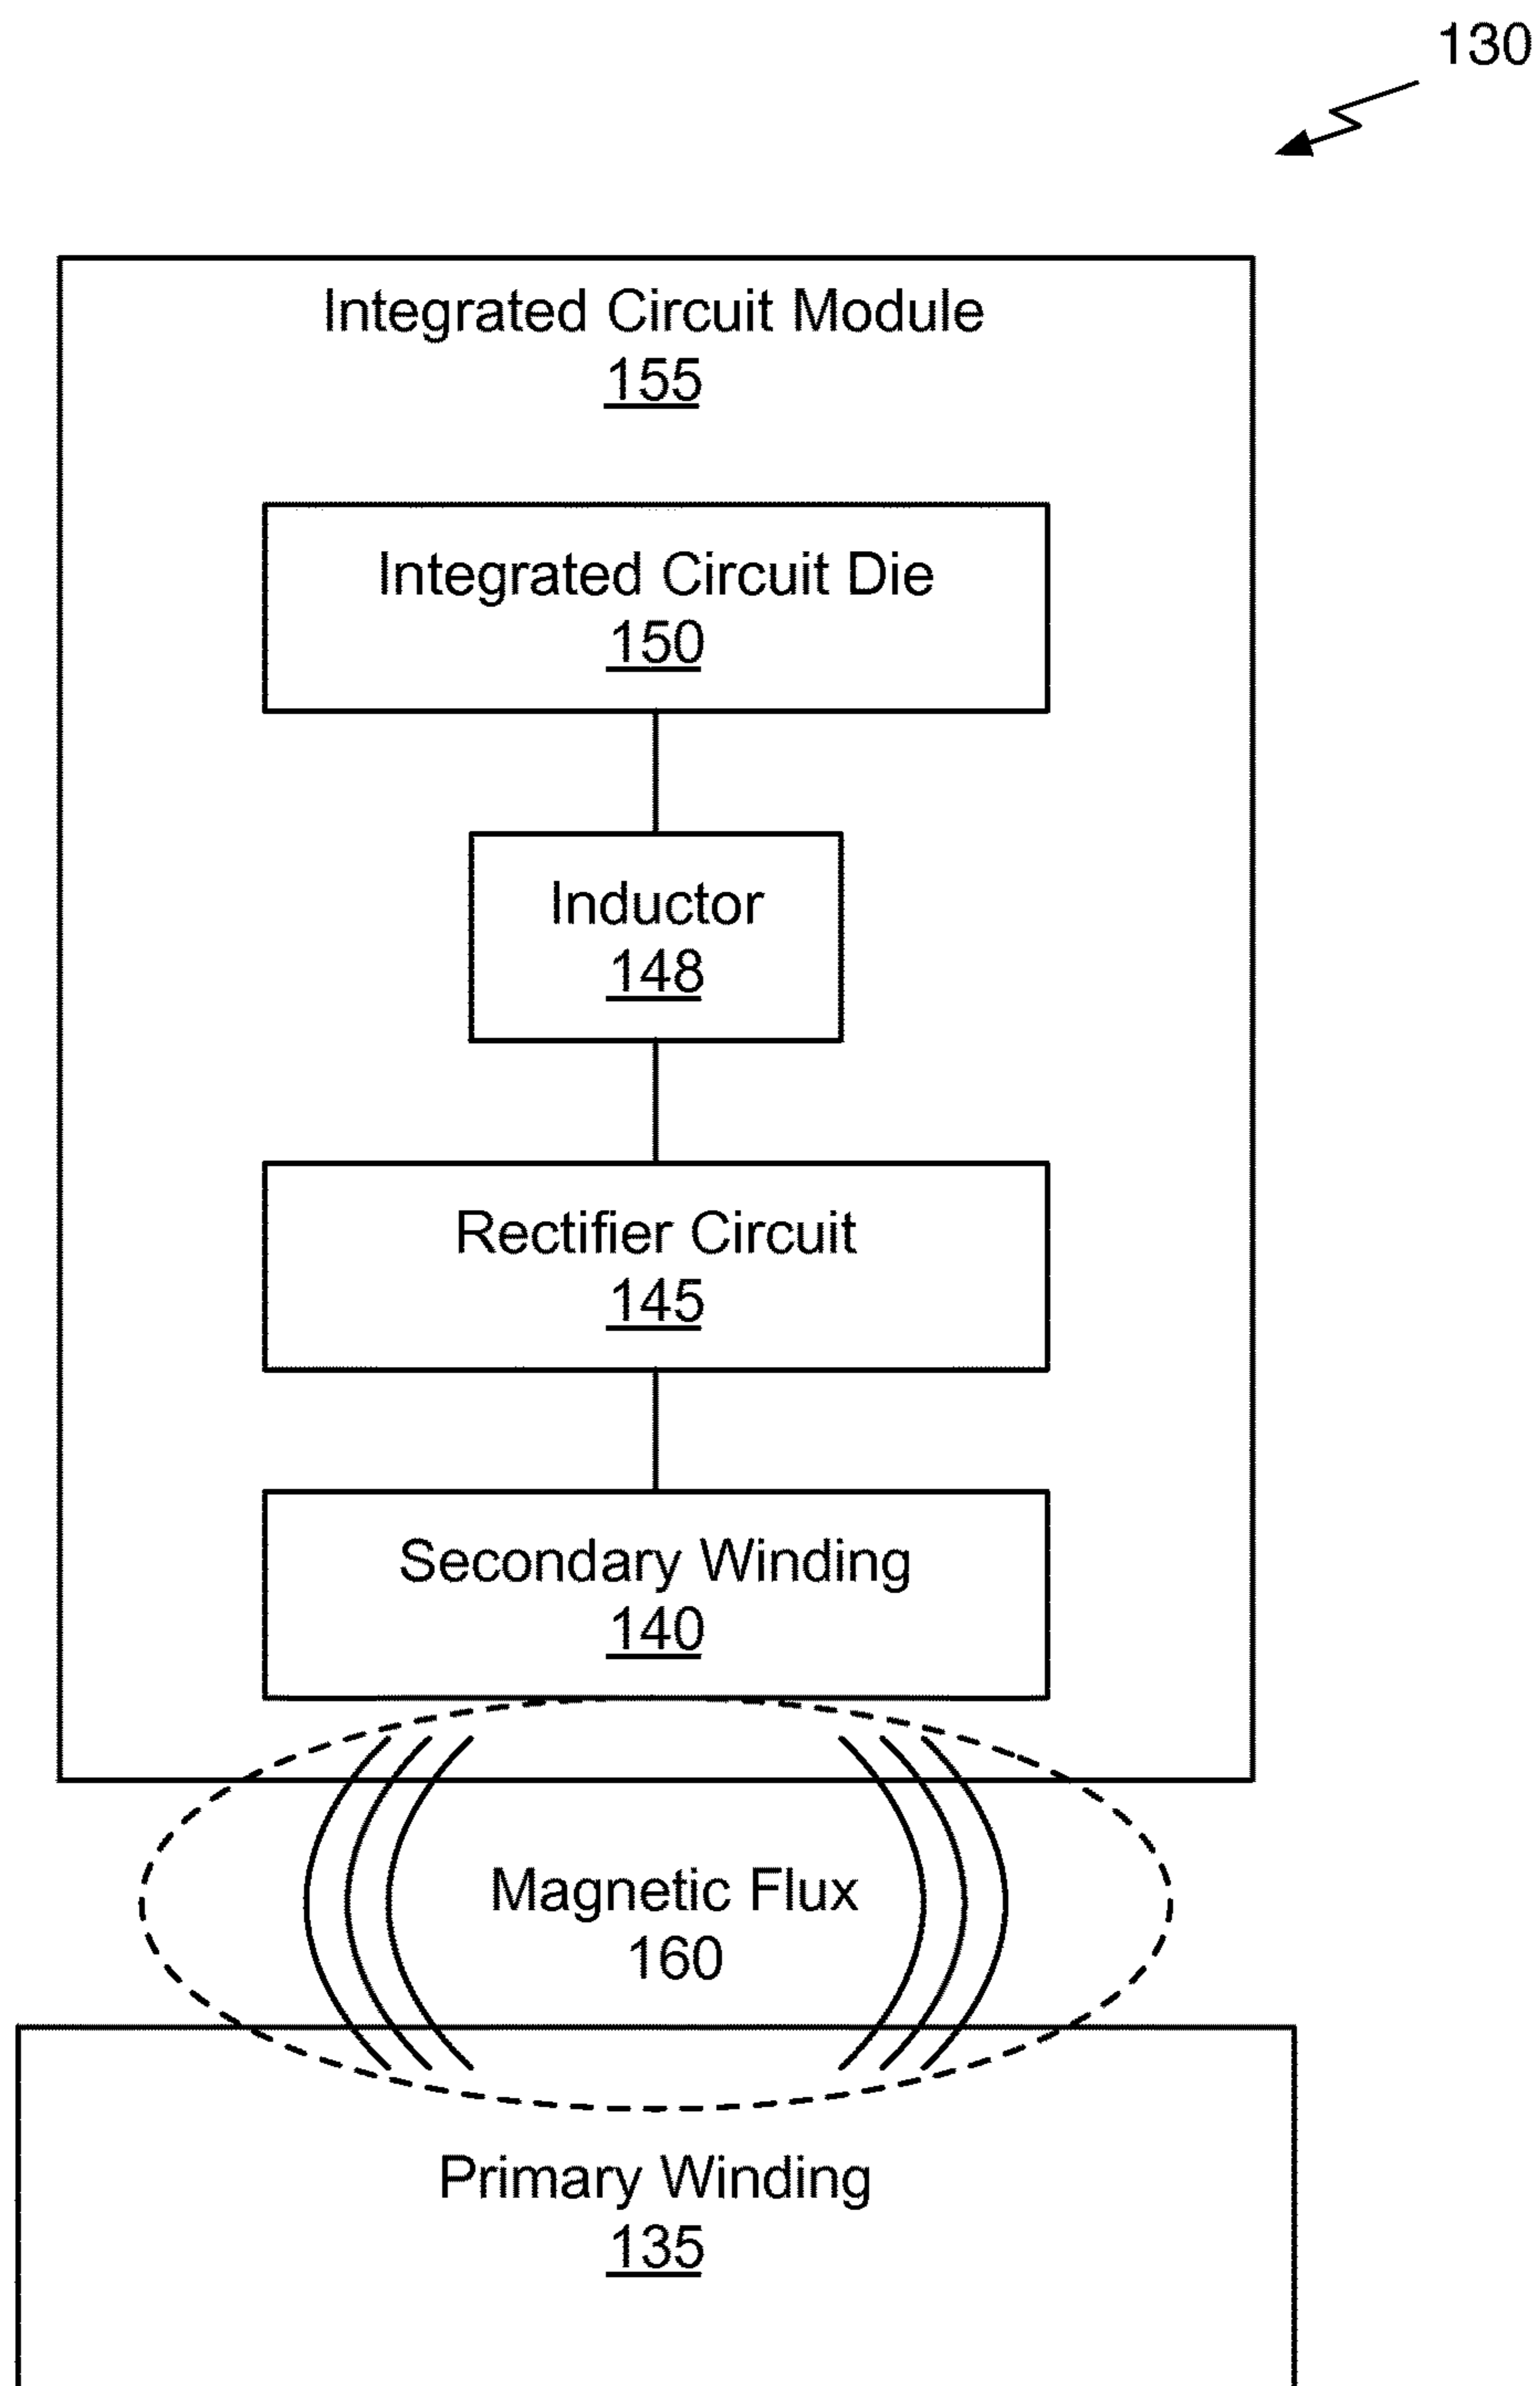 130
Integrated Circuit Module
155
Integrated Circuit Die
150
Inductor
148
Rectifier Circuit
145
Secondary Winding
140
Magnetic Flux
160
Primary Winding
135